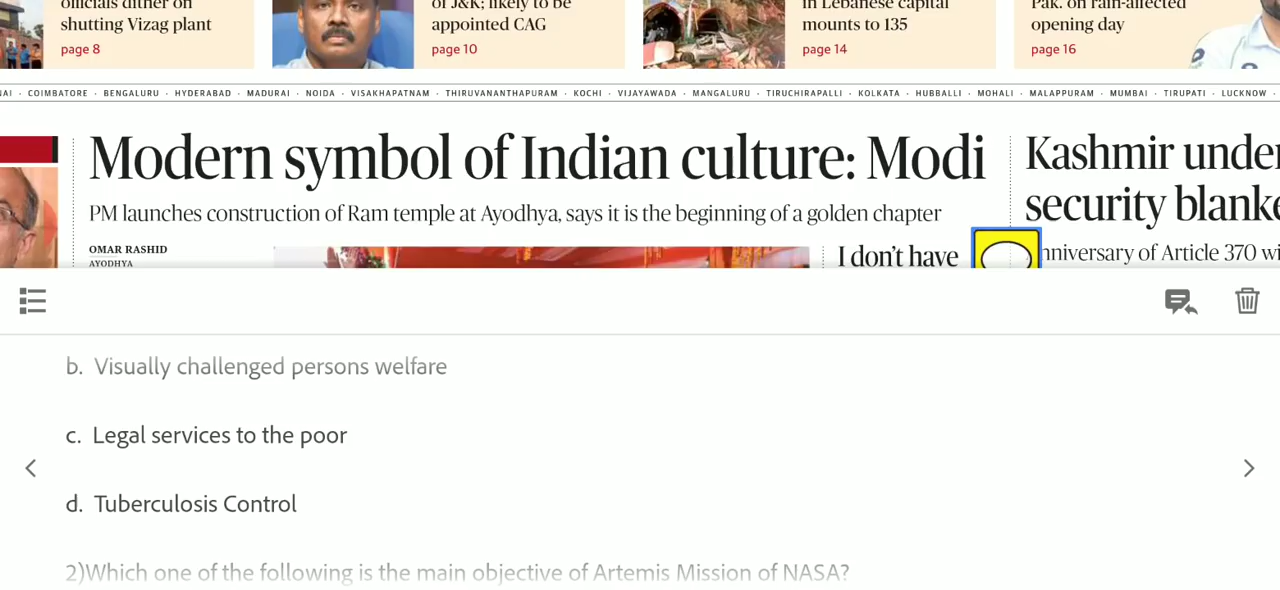 officials dither on
shutting Vizag plant
page 8
of J&K; likely to be
appointed CAG
page 10
in Lebanese capital
mounts to 135
page 14
Pak. on rain-affected
opening day
page 16
NAI · COIMBATORE · BENGALURU · HYDERABAD · MADURAI · NOIDA · VISAKHAPATNAM · THIRUVANANTHAPURAM · KOCHI · VIJAYAWADA · MANGALURU · TIRUCHIRAPALLI · KOLKATA · HUBBALLI · MOHALI · MALAPPURAM · MUMBAI · TIRUPATI · LUCKNOW ·
Modern symbol of Indian culture: Modi
PM launches construction of Ram temple at Ayodhya, says it is the beginning of a golden chapter
OMAR RASHID
AYODHYA
I don't have
Kashmir under
security blanke
nniversary of Article 370 wi
b. Visually challenged persons welfare
c. Legal services to the poor
d. Tuberculosis Control
2)Which one of the following is the main objective of Artemis Mission of NASA?